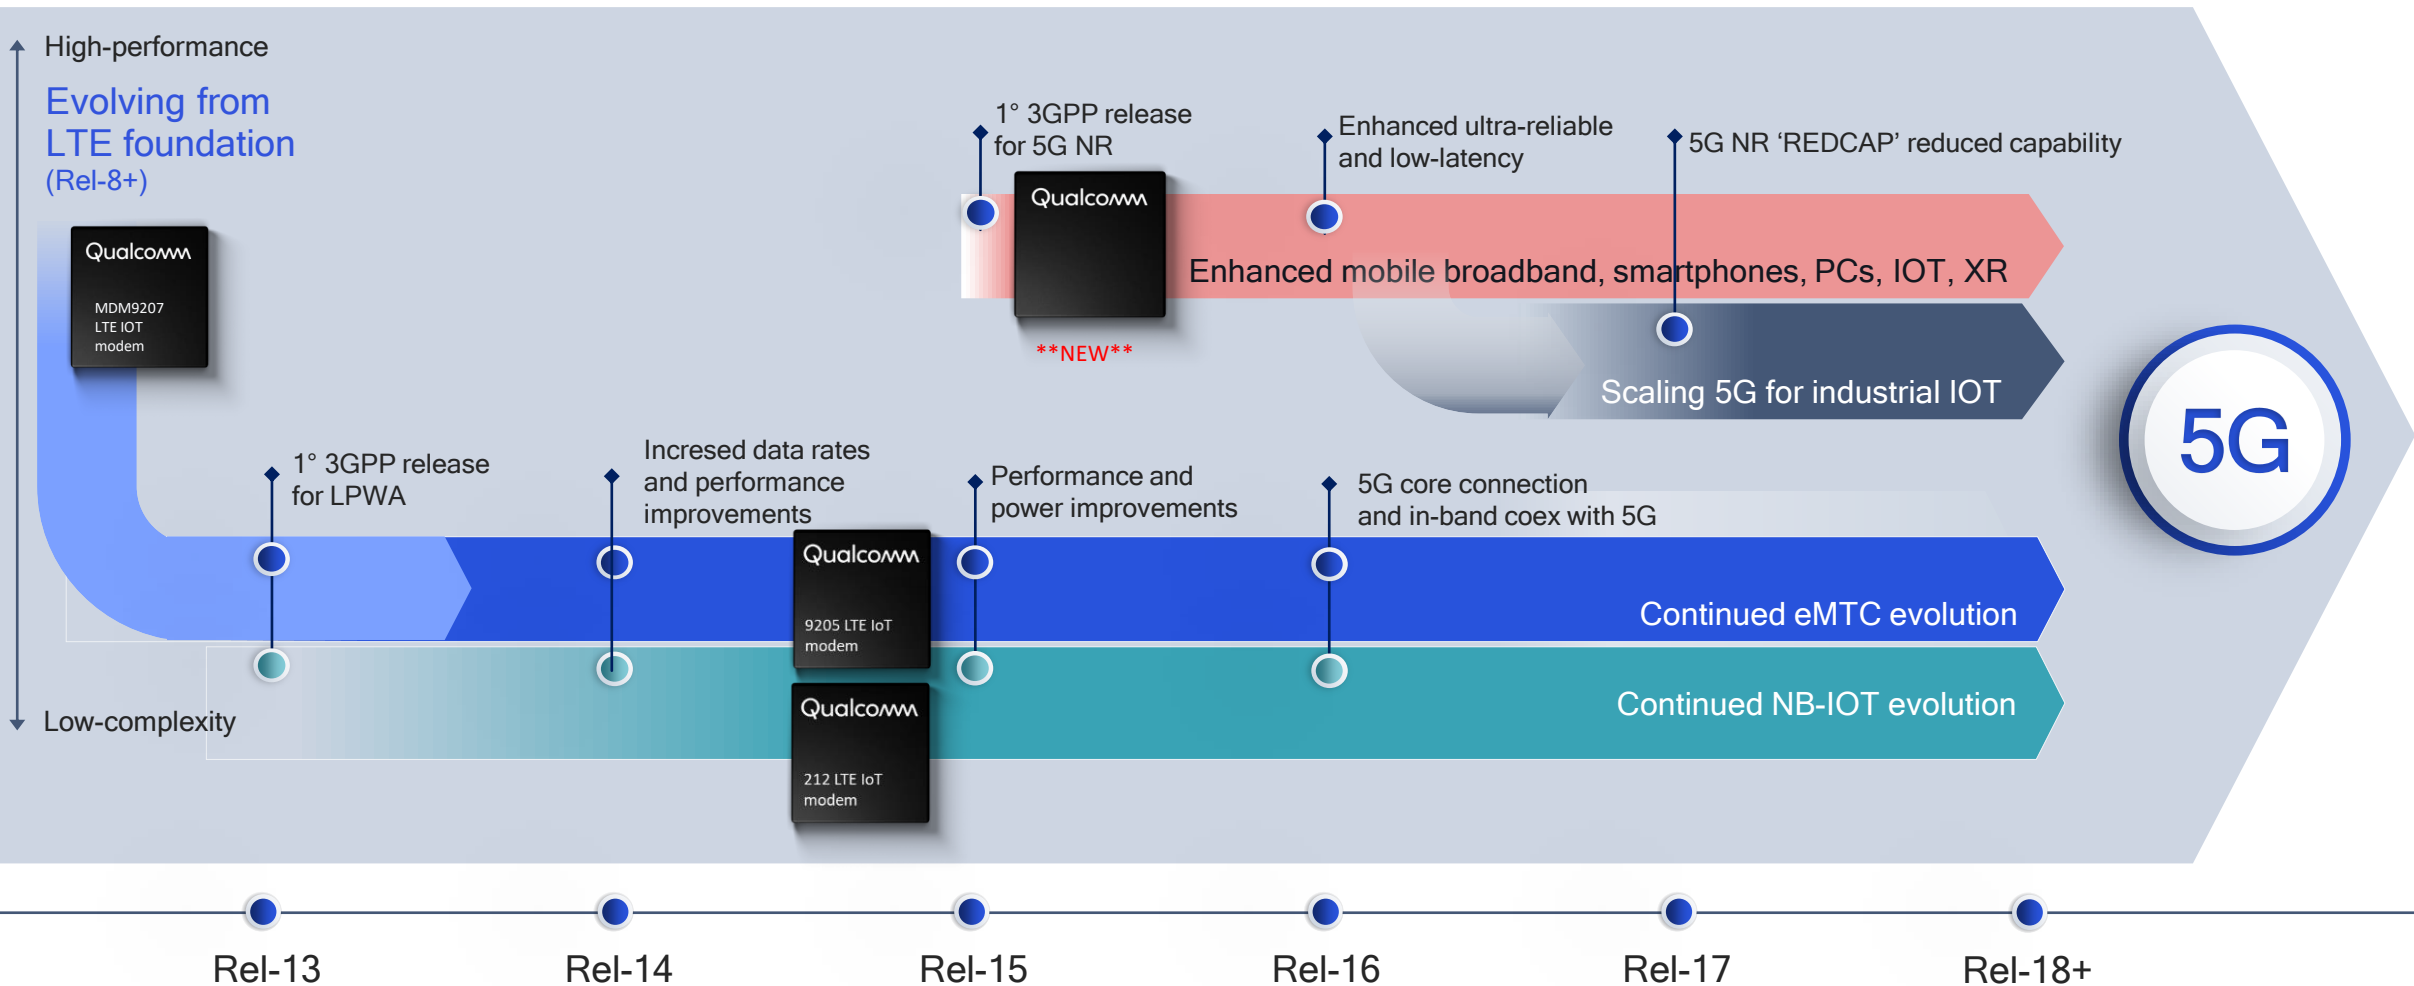 High-performance
Evolving from
LTE foundation
(Rel-8+)
Qualcomm
MDM9207
LTE IOT
modem
1° 3GPP release
for 5G NR
Qualcomm
**NEW**
Enhanced ultra-reliable
and low-latency
5G NR ‘REDCAP’ reduced capability
Enhanced mobile broadband, smartphones, PCs, IOT, XR
Scaling 5G for industrial IOT
5G
1° 3GPP release
for LPWA
Incresed data rates
and performance
improvements
Performance and
power improvements
5G core connection
and in-band coex with 5G
Qualcomm
9205 LTE IoT
modem
Continued eMTC evolution
Low-complexity
Qualcomm
212 LTE IoT
modem
Continued NB-IOT evolution
Rel-13
Rel-14
Rel-15
Rel-16
Rel-17
Rel-18+